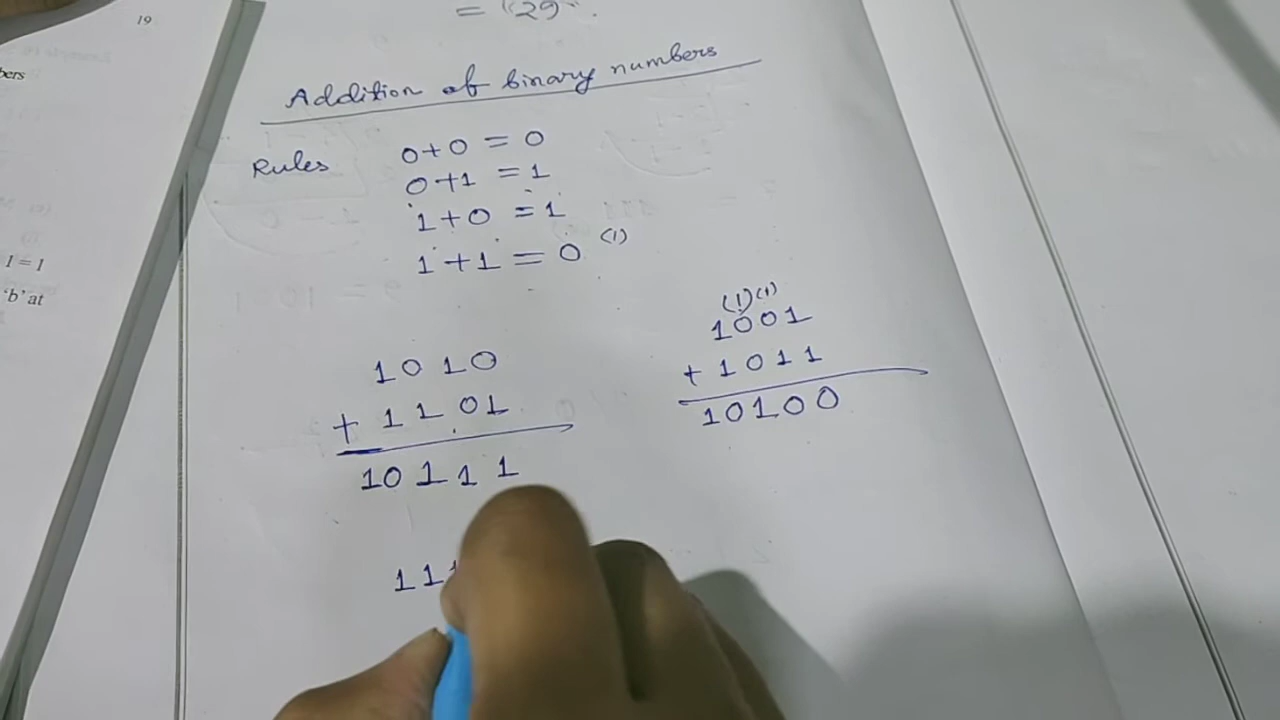 19
= (29
Addition of binary numbers
bers
Rules 0+0 = 0
0+1 = 1
1+0 = 1
1+1 = 0 (1)
1 = 1
'b' at
1010
+ 1101
10111
(1)(1)
1001
+ 1011
10100
11